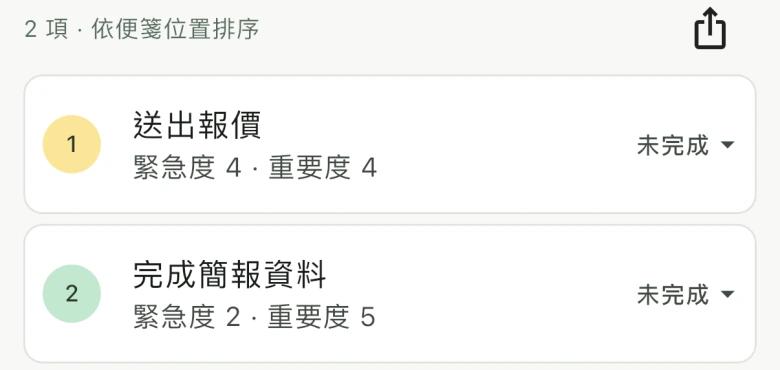 2 項 · 依便箋位置排序
1
送出報價
緊急度 4 · 重要度 4
未完成
2
完成簡報資料
緊急度 2 · 重要度 5
未完成